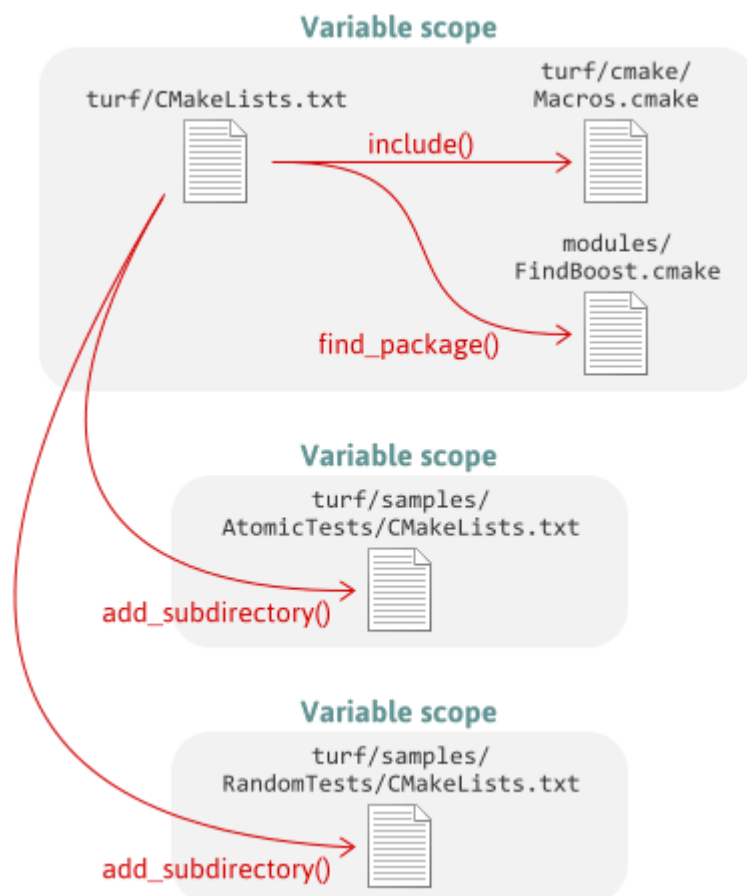 Variable scope
turf/CMakeLists.txt
turf/cmake/
Macros.cmake
include()
modules/
FindBoost.cmake
find_package()
Variable scope
turf/samples/
AtomicTests/CMakeLists.txt
add_subdirectory()
Variable scope
turf/samples/
RandomTests/CMakeLists.txt
add_subdirectory()